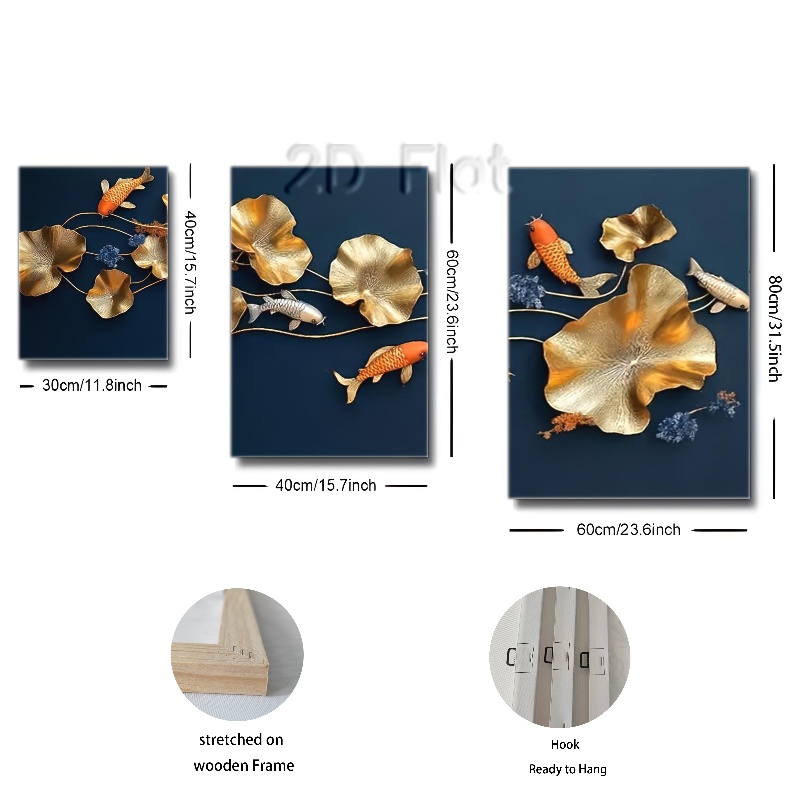 2D Flat
40cm/15.7inch
30cm/11.8inch
60cm/23.6inch
40cm/15.7inch
80cm/31.5inch
60cm/23.6inch
stretched on
wooden Frame
Hook
Ready to Hang